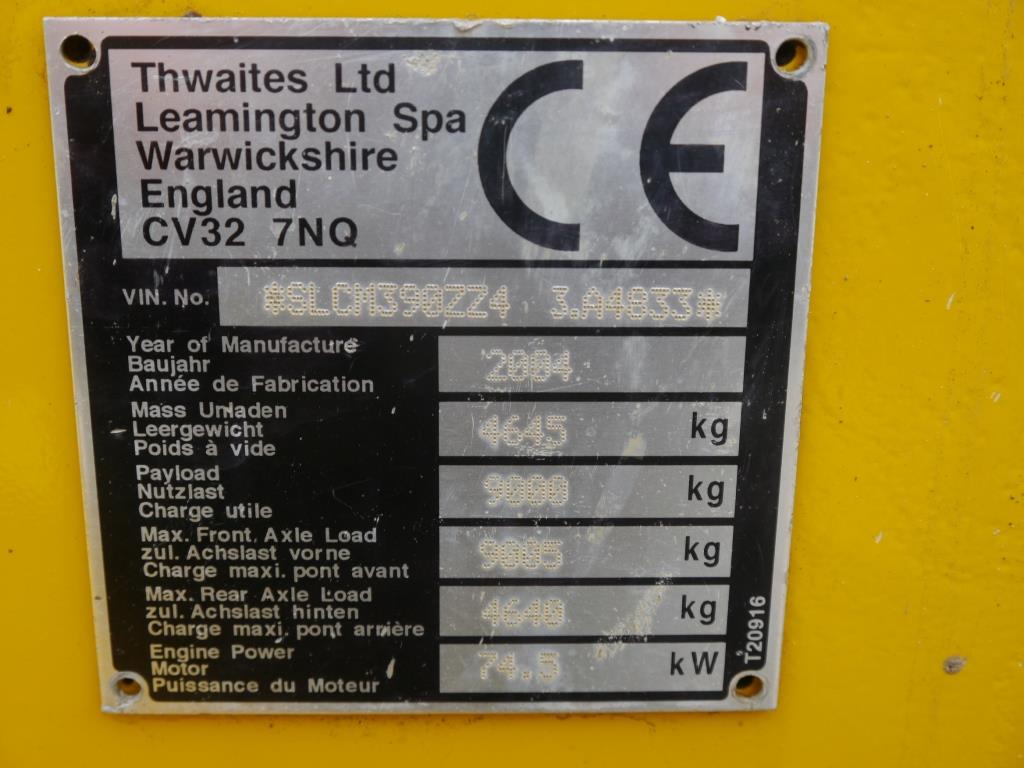 Thwaites Ltd
Leamington Spa
Warwickshire
England
CV32 7NQ
CE
VIN. No. *SLCM390ZZ4 3.A4833*
Year of Manufacture
Baujahr 2004
Année de Fabrication
Mass Unladen
Leergewicht 4645 kg
Poids à vide
Payload
Nutzlast 9000 kg
Charge utile
Max. Front. Axle Load
zul. Achslast vorne 9005 kg
Charge maxi. pont avant
Max. Rear Axle Load
zul. Achslast hinten 4640 kg
Charge maxi. pont arrière
Engine Power
Motor 74.5 kW
Puissance du Moteur
T20916